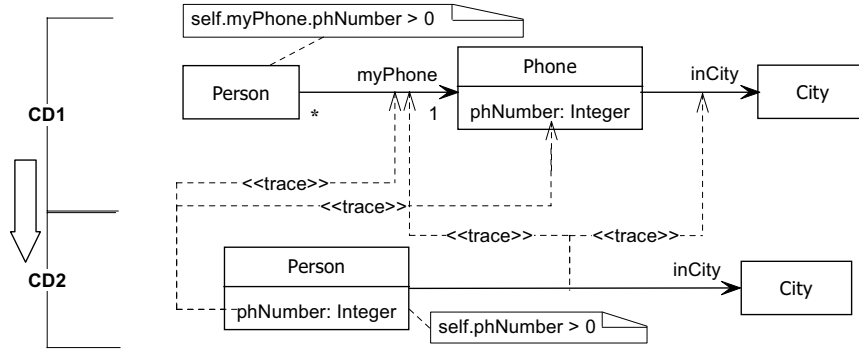 self.myPhone.phNumber > 0
Person
myPhone
*
1
Phone
phNumber: Integer
inCity
City
CD1
<<trace>>
<<trace>>
<<trace>>
<<trace>>
CD2
Person
phNumber: Integer
inCity
City
self.phNumber > 0